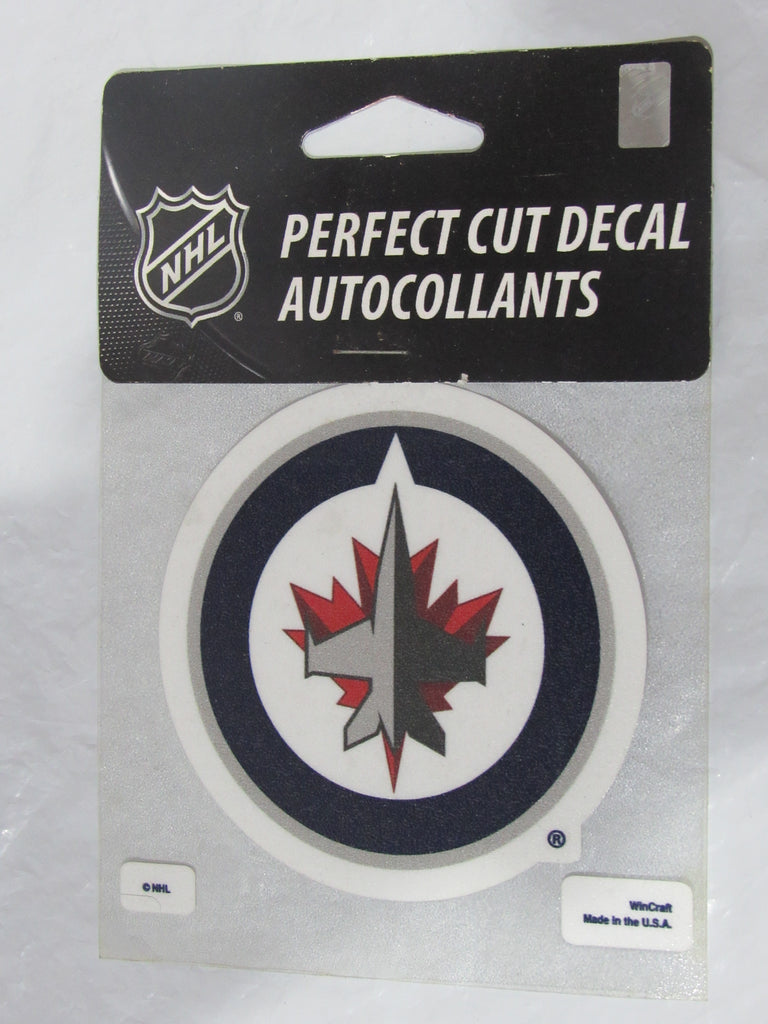 NHL
®
PERFECT CUT DECAL
AUTOCOLLANTS
®
© NHL
WinCraft
Made in the U.S.A.